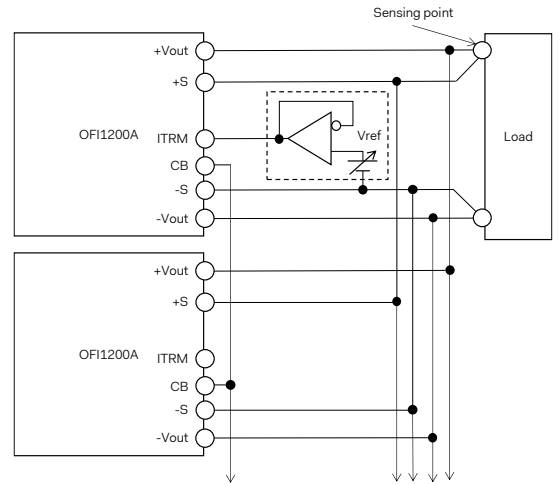 Sensing point
+Vout
+S
OFI1200A
ITRM
Vref
Load
CB
-S
-Vout
+Vout
+S
OFI1200A
ITRM
CB
-S
-Vout